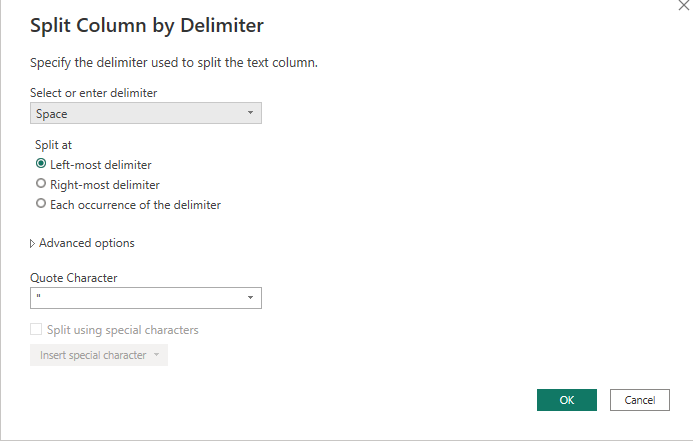 Split Column by Delimiter
Specify the delimiter used to split the text column.
Select or enter delimiter
Space
Split at
Left-most delimiter
Right-most delimiter
Each occurrence of the delimiter
Advanced options
Quote Character
"
Split using special characters
Insert special character
OK Cancel